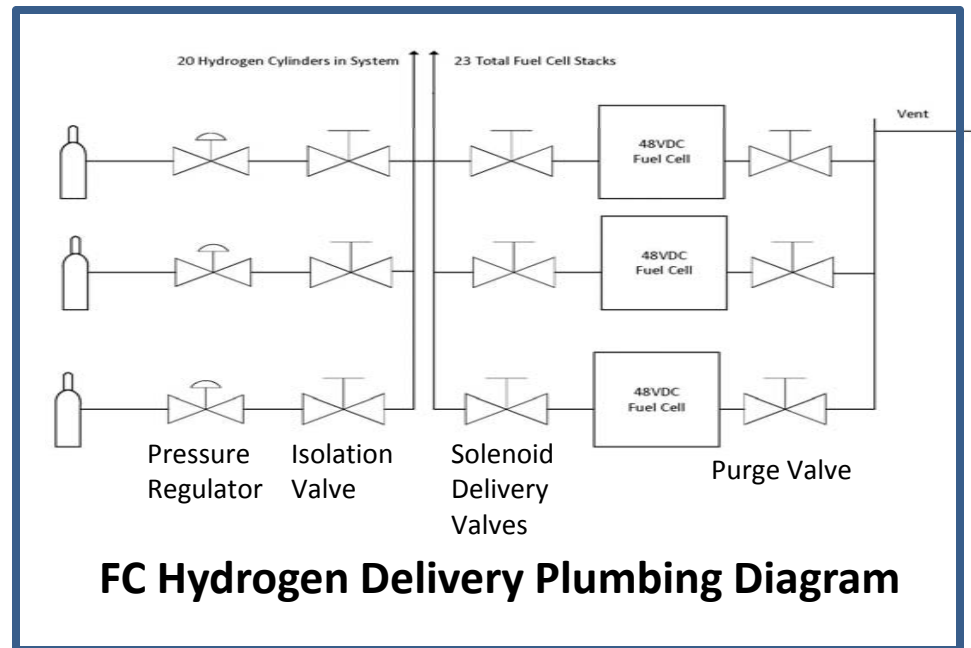 20 Hydrogen Cylinders in System
23 Total Fuel Cell Stacks
Vent
48VDC
Fuel Cell
48VDC
Fuel Cell
48VDC
Fuel Cell
Pressure
Regulator
Isolation
Valve
Solenoid
Delivery
Valves
Purge Valve
FC Hydrogen Delivery Plumbing Diagram